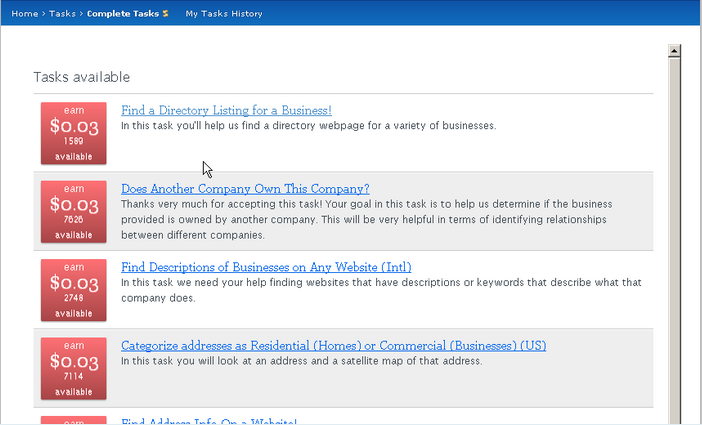 Home > Tasks > Complete Tasks $ My Tasks History
Tasks available
earn
$0.03
1589
available
Find a Directory Listing for a Business!
In this task you'll help us find a directory webpage for a variety of businesses.
earn
$0.03
7626
available
Does Another Company Own This Company?
Thanks very much for accepting this task! Your goal in this task is to help us determine if the business
provided is owned by another company. This will be very helpful in terms of identifying relationships
between different companies.
earn
$0.03
2748
available
Find Descriptions of Businesses on Any Website (Intl)
In this task we need your help finding websites that have descriptions or keywords that describe what that
company does.
earn
$0.03
7114
available
Categorize addresses as Residential (Homes) or Commercial (Businesses) (US)
In this task you will look at an address and a satellite map of that address.
earn
Find Address Info On a Website!